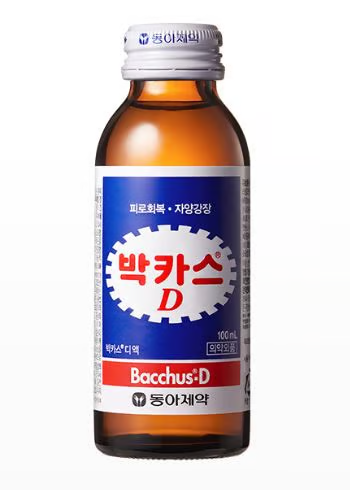 동아제약
피로회복 • 자양강장
박카스®
D
100 mL
박카스® 디 액
의약외품
Bacchus®-D
동아제약